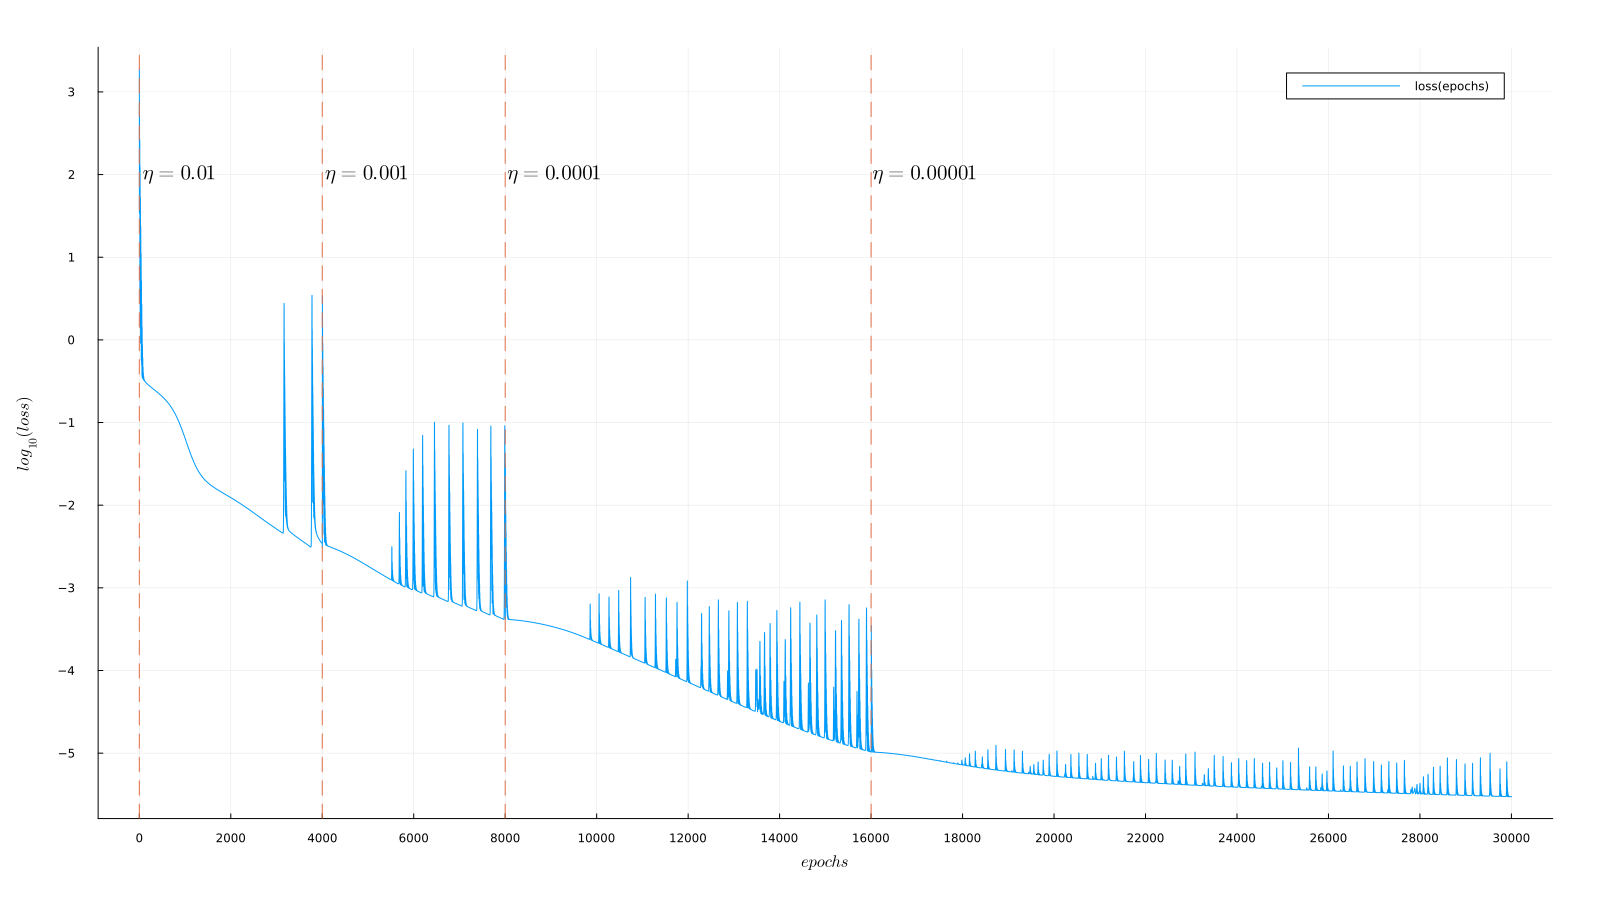 loss(epochs)
3
2
1
0
−1
−2
−3
−4
−5
η = 0.01
η = 0.001
η = 0.0001
η = 0.00001
log₁₀(loss)
0 2000 4000 6000 8000 10000 12000 14000 16000 18000 20000 22000 24000 26000 28000 30000
epochs